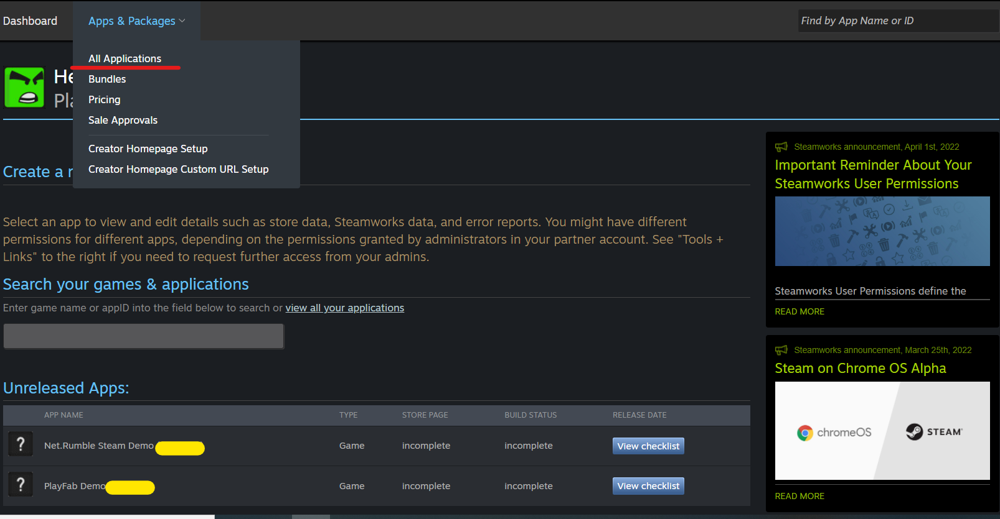 Dashboard
Apps & Packages
Find by App Name or ID
All Applications
Bundles
Pricing
Sale Approvals
Creator Homepage Setup
Creator Homepage Custom URL Setup
He
Pla
Create a
Select an app to view and edit details such as store data, Steamworks data, and error reports. You might have different
permissions for different apps, depending on the permissions granted by administrators in your partner account. See "Tools +
Links" to the right if you need to request further access from your admins.
Search your games & applications
Enter game name or appID into the field below to search or view all your applications
Unreleased Apps:
APP NAME TYPE STORE PAGE BUILD STATUS RELEASE DATE
? Net.Rumble Steam Demo Game incomplete incomplete View checklist
? PlayFab Demo Game incomplete incomplete View checklist
Steamworks announcement, April 1st, 2022
Important Reminder About Your
Steamworks User Permissions
Steamworks User Permissions define the
READ MORE
Steamworks announcement, March 25th, 2022
Steam on Chrome OS Alpha
chromeOS STEAM
READ MORE